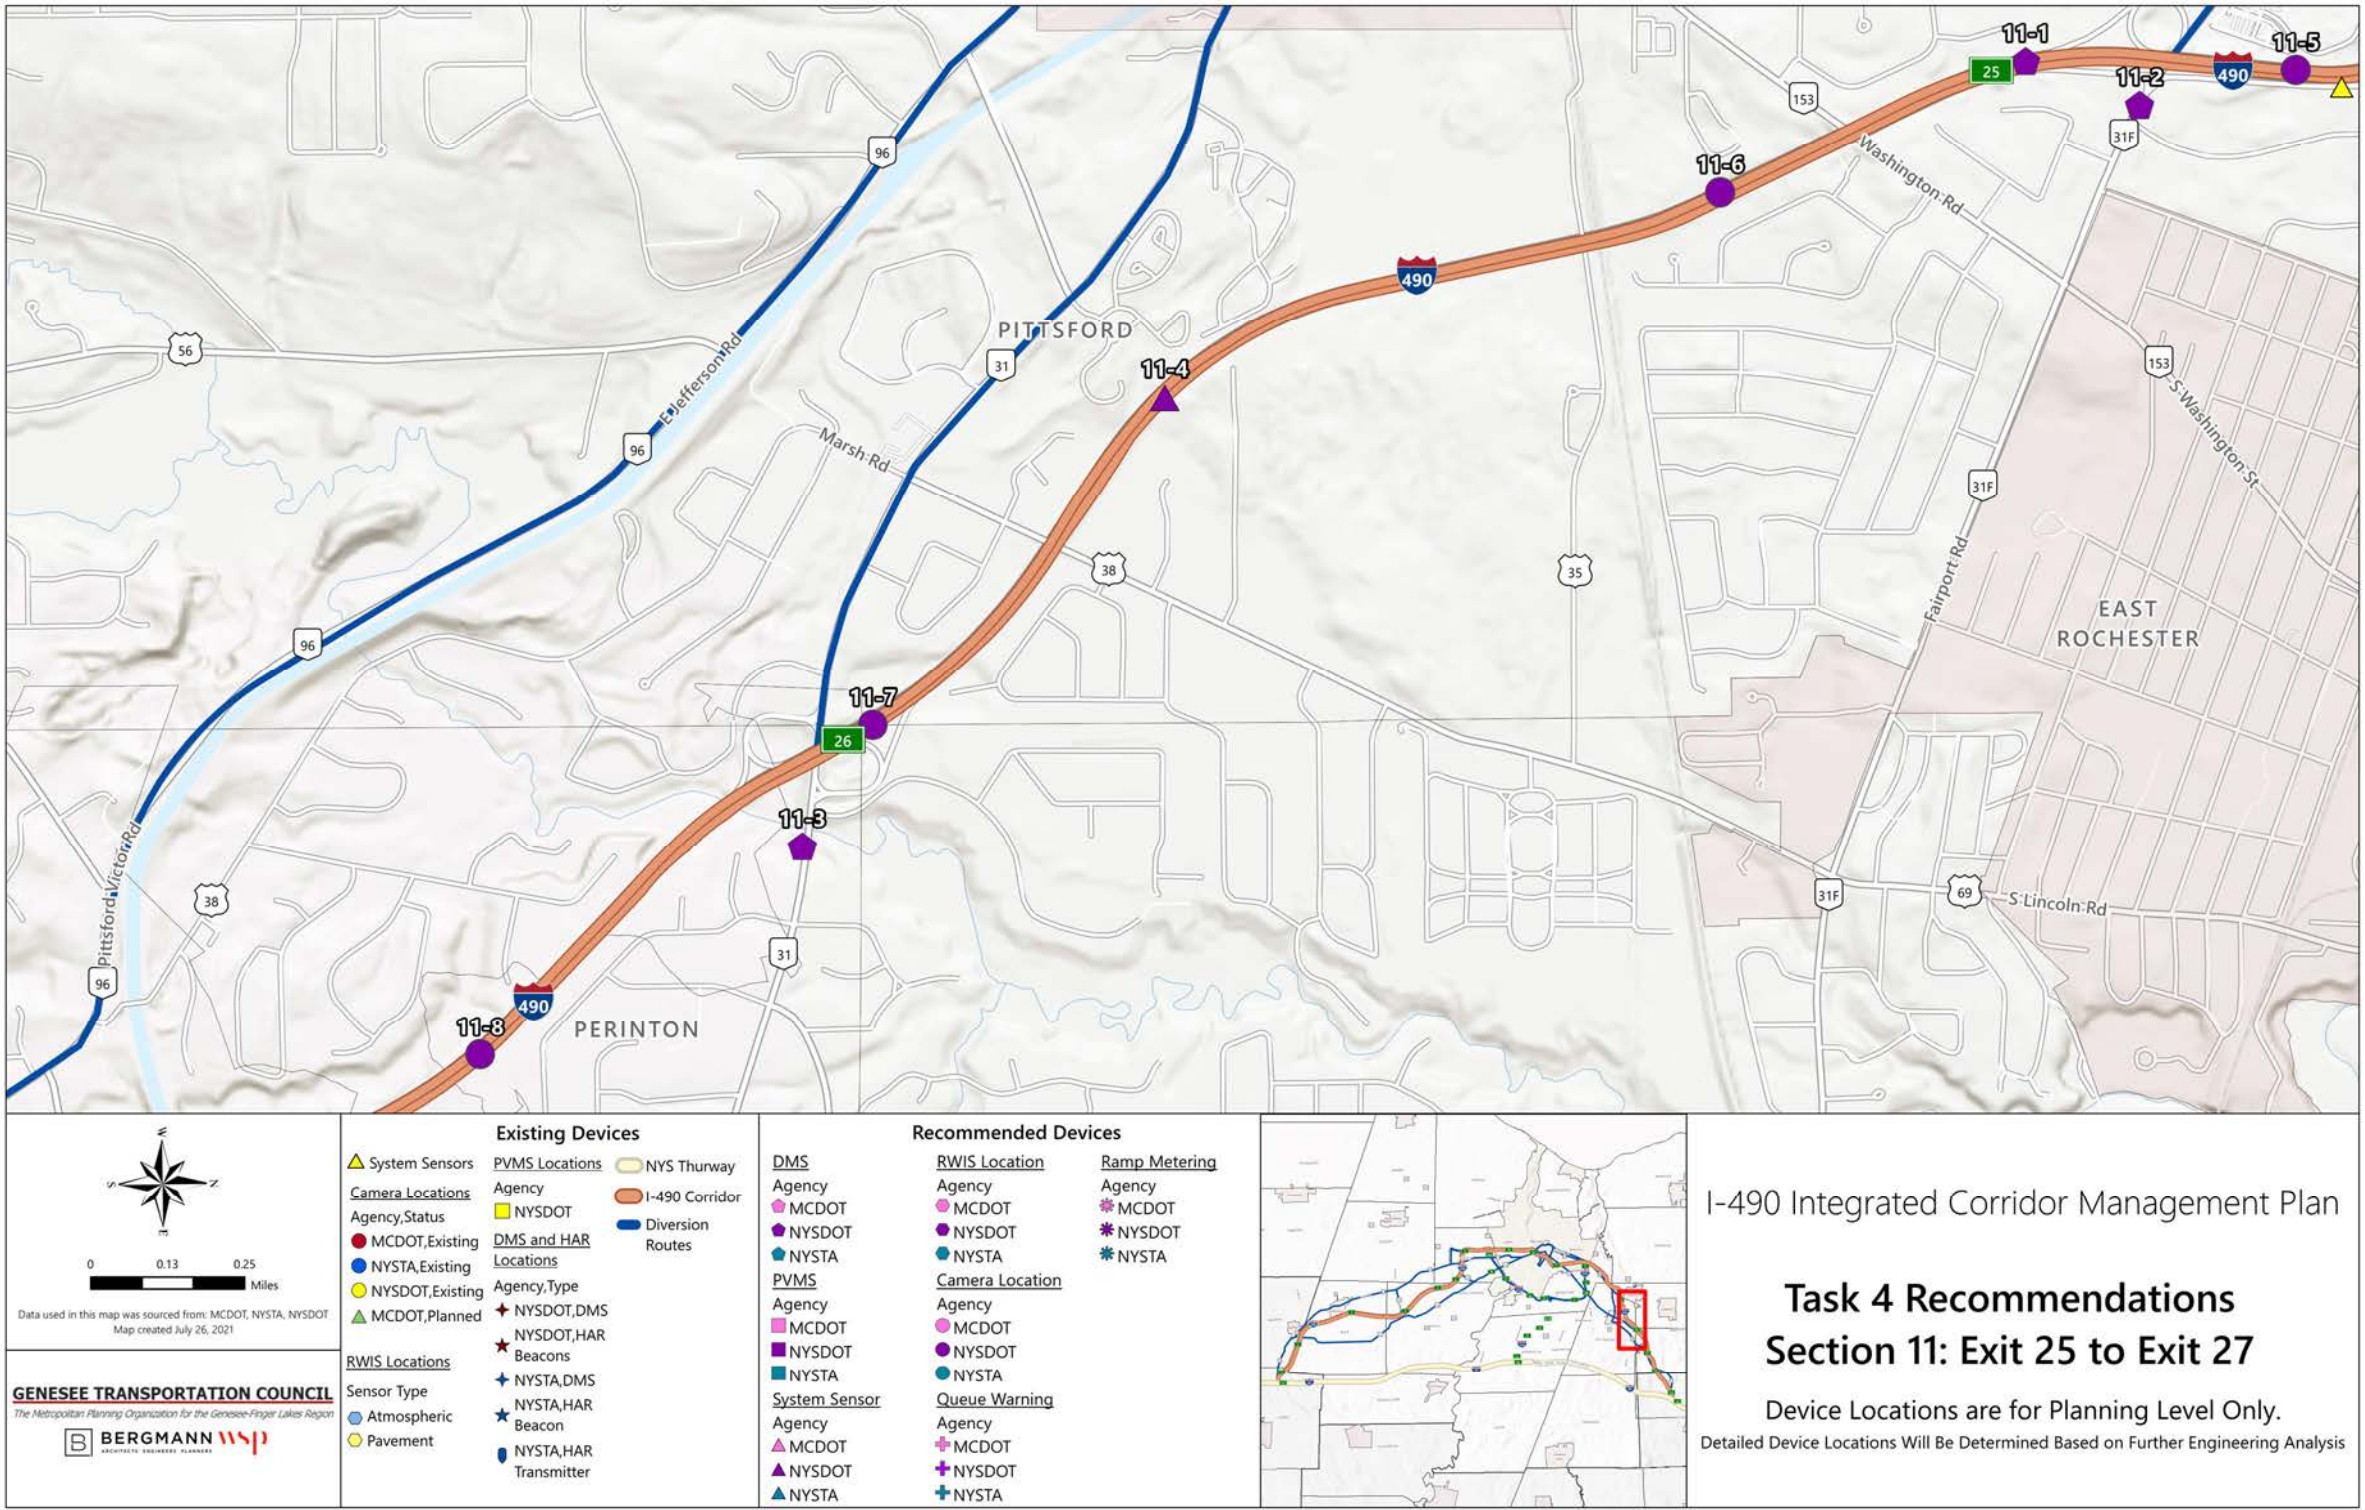 11-1
11-5
25
490
11-2
153
31F
96
11-6
Washington Rd
490
PITTSFORD
56
E Jefferson Rd
31
11-4
153
S Washington St
96
Marsh Rd
31F
38
35
Fairport Rd
EAST
ROCHESTER
96
11-7
26
11-3
Pittsford Victor Rd
38
31F
69
S Lincoln Rd
31
96
490
11-8
PERINTON
N
S
E
0 0.13 0.25
Miles
Data used in this map was sourced from: MCDOT, NYSTA, NYSDOT
Map created July 26, 2021
GENESEE TRANSPORTATION COUNCIL
The Metropolitan Planning Organization for the Genesee-Finger Lakes Region
B BERGMANN wsp
ARCHITECTS ENGINEERS PLANNERS
Existing Devices
System Sensors
Camera Locations
Agency,Status
MCDOT,Existing
NYSTA,Existing
NYSDOT,Existing
MCDOT,Planned
RWIS Locations
Sensor Type
Atmospheric
Pavement
PVMS Locations
Agency
NYSDOT
DMS and HAR
Locations
Agency,Type
NYSDOT,DMS
NYSDOT,HAR
Beacons
NYSTA,DMS
NYSTA,HAR
Beacon
NYSTA,HAR
Transmitter
NYS Thurway
I-490 Corridor
Diversion
Routes
Recommended Devices
DMS
Agency
MCDOT
NYSDOT
NYSTA
PVMS
Agency
MCDOT
NYSDOT
NYSTA
System Sensor
Agency
MCDOT
NYSDOT
NYSTA
RWIS Location
Agency
MCDOT
NYSDOT
NYSTA
Camera Location
Agency
MCDOT
NYSDOT
NYSTA
Queue Warning
Agency
MCDOT
NYSDOT
NYSTA
Ramp Metering
Agency
MCDOT
NYSDOT
NYSTA
I-490 Integrated Corridor Management Plan
Task 4 Recommendations
Section 11: Exit 25 to Exit 27
Device Locations are for Planning Level Only.
Detailed Device Locations Will Be Determined Based on Further Engineering Analysis